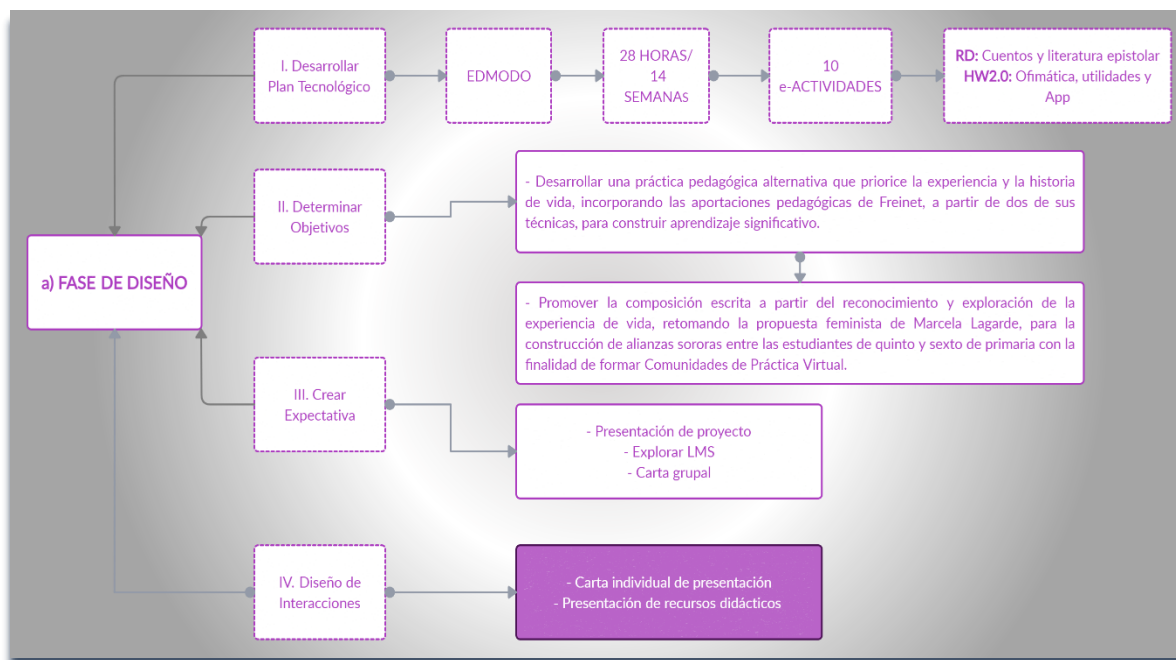 I. Desarrollar
Plan Tecnológico
EDMODO
28 HORAS/
14
SEMANAs
10
e-ACTIVIDADES
RD: Cuentos y literatura epistolar
HW2.0: Ofimática, utilidades y
App
II. Determinar
Objetivos
- Desarrollar una práctica pedagógica alternativa que priorice la experiencia y la historia
de vida, incorporando las aportaciones pedagógicas de Freinet, a partir de dos de sus
técnicas, para construir aprendizaje significativo.
a) FASE DE DISEÑO
- Promover la composición escrita a partir del reconocimiento y exploración de la
experiencia de vida, retomando la propuesta feminista de Marcela Lagarde, para la
construcción de alianzas sororas entre las estudiantes de quinto y sexto de primaria con la
finalidad de formar Comunidades de Práctica Virtual.
III. Crear
Expectativa
- Presentación de proyecto
- Explorar LMS
- Carta grupal
IV. Diseño de
Interacciones
- Carta individual de presentación
- Presentación de recursos didácticos